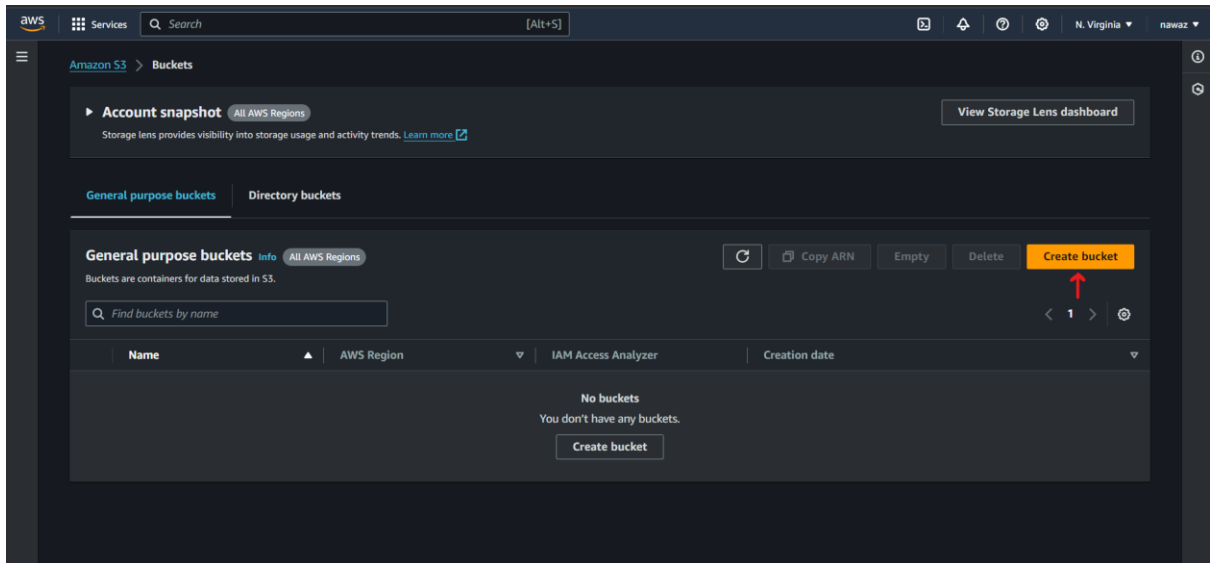 aws Services Search [Alt+S] N. Virginia nawaz
Amazon S3 > Buckets
Account snapshot All AWS Regions View Storage Lens dashboard
Storage lens provides visibility into storage usage and activity trends. Learn more
General purpose buckets Directory buckets
General purpose buckets Info All AWS Regions Copy ARN Empty Delete Create bucket
Buckets are containers for data stored in S3.
Find buckets by name < 1 >
Name AWS Region IAM Access Analyzer Creation date
No buckets
You don't have any buckets.
Create bucket